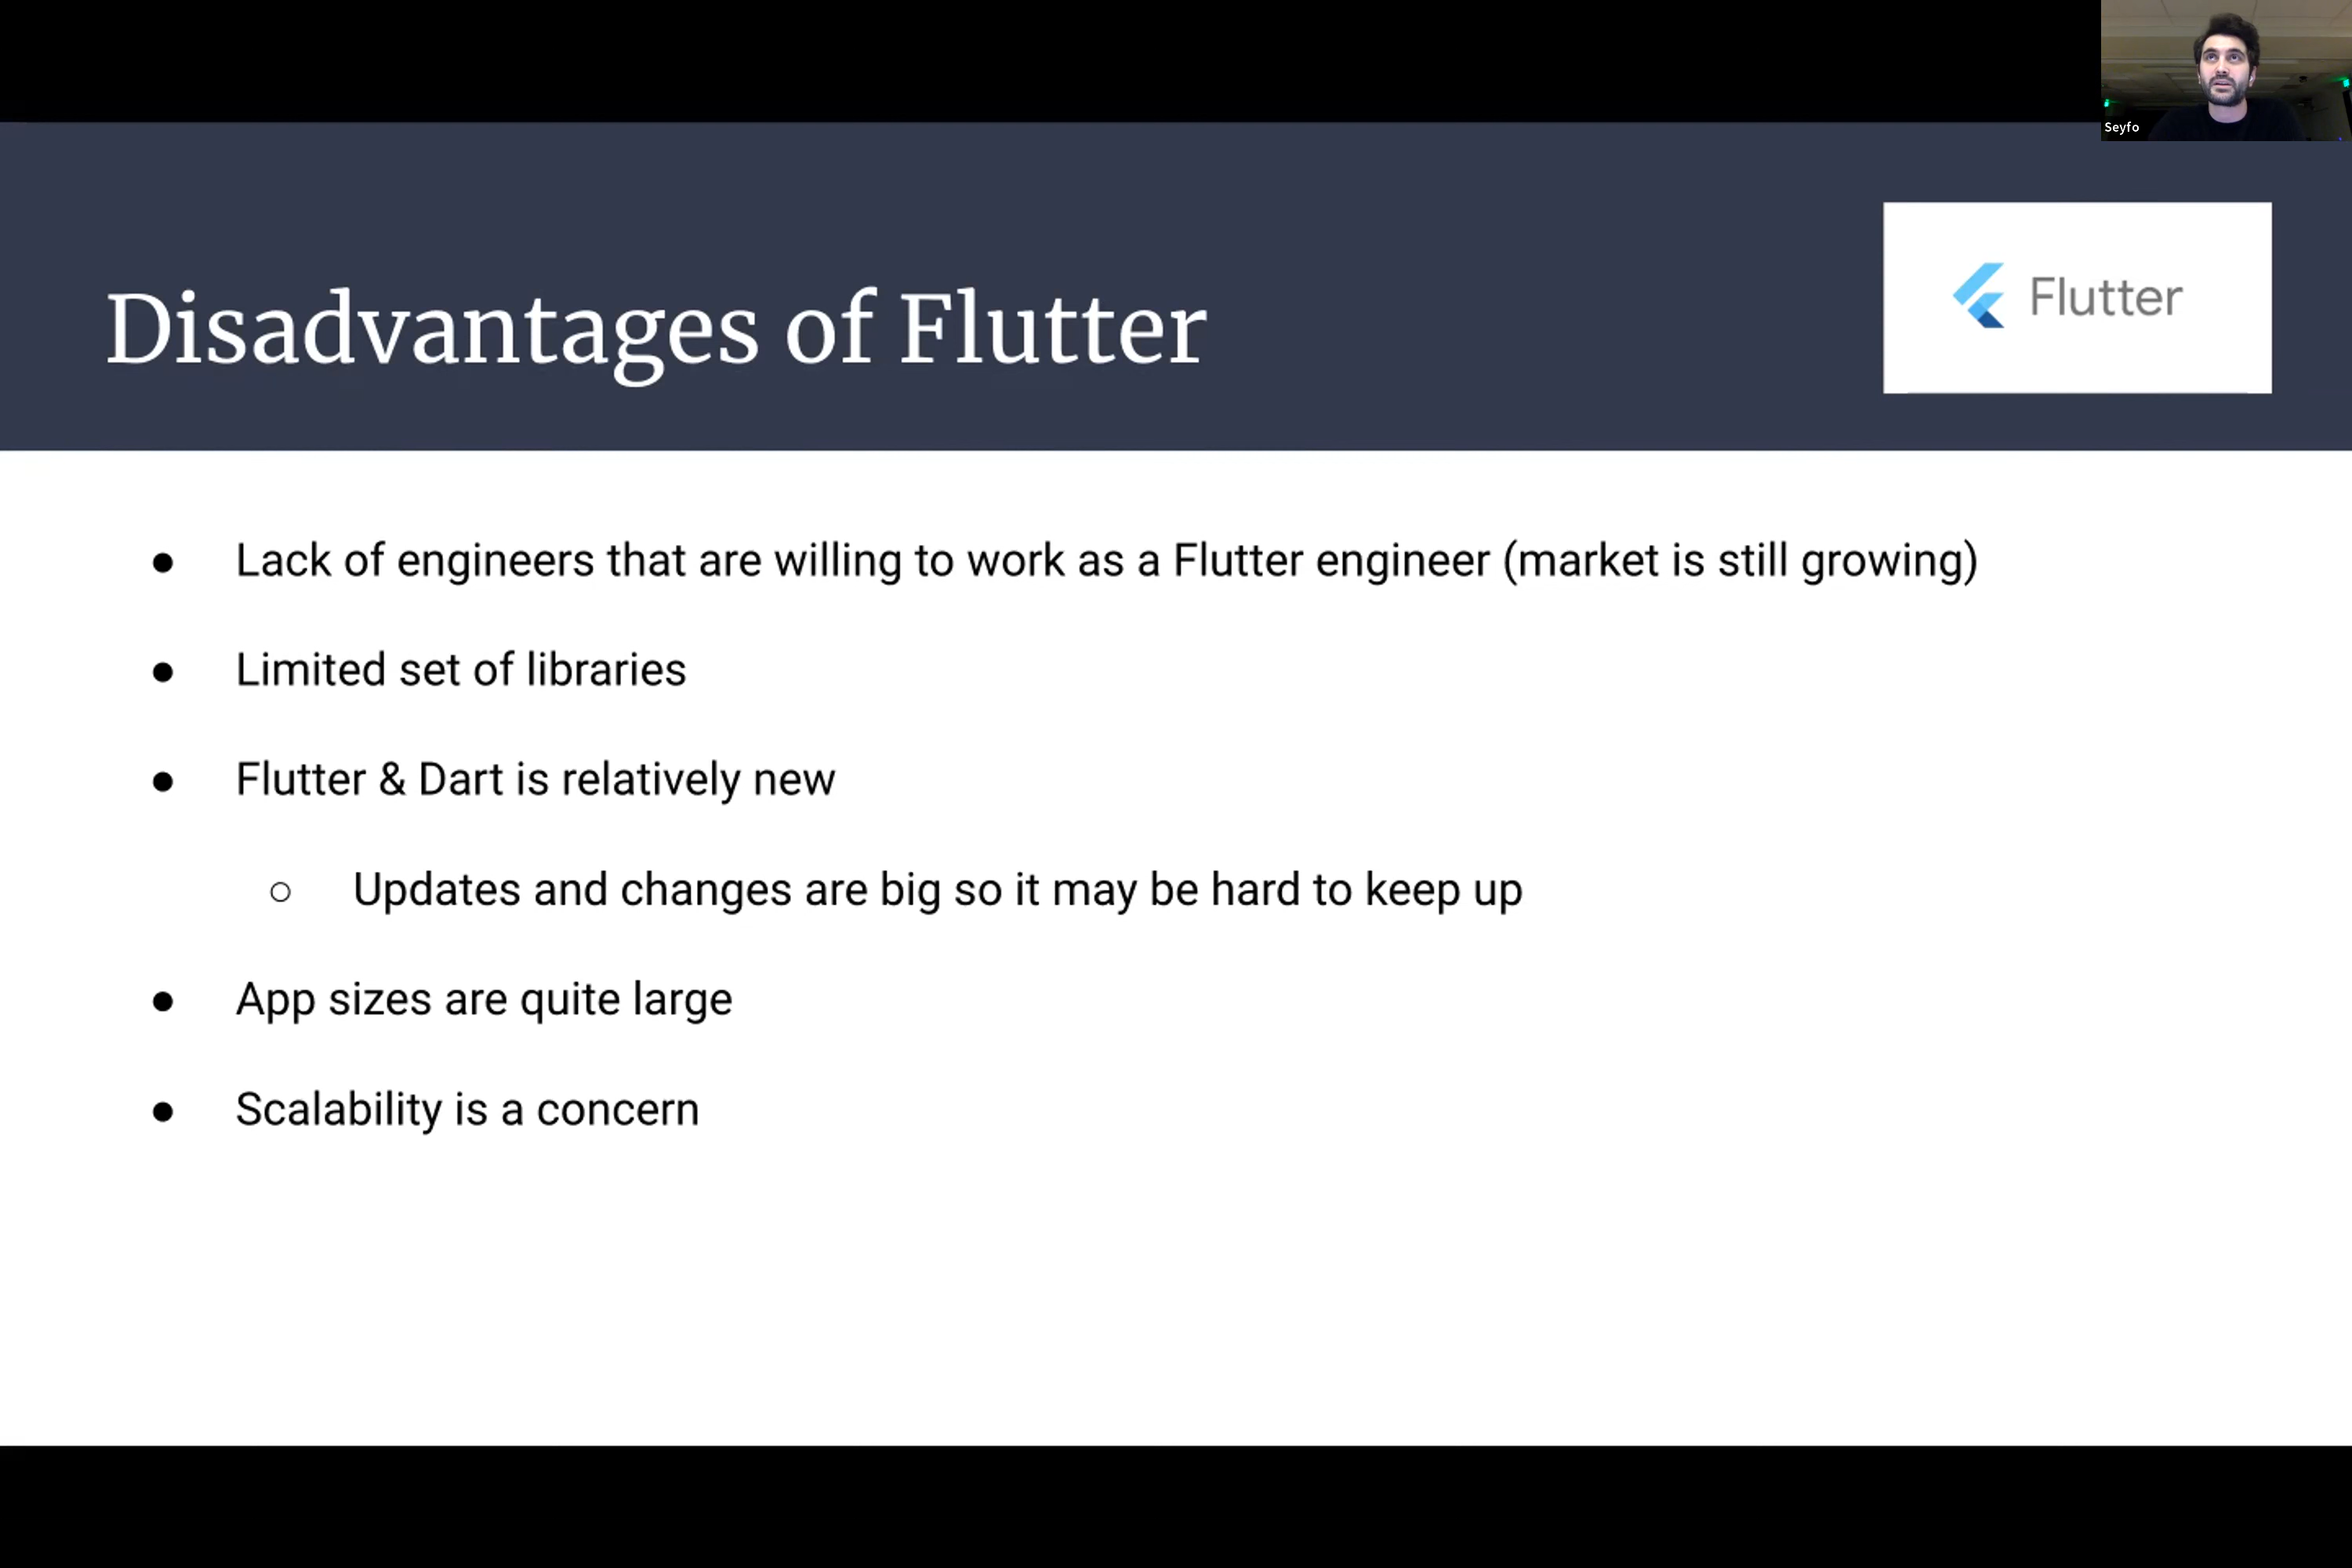 Seyfo
Disadvantages of Flutter
Flutter
● Lack of engineers that are willing to work as a Flutter engineer (market is still growing)
● Limited set of libraries
● Flutter & Dart is relatively new
○ Updates and changes are big so it may be hard to keep up
● App sizes are quite large
● Scalability is a concern